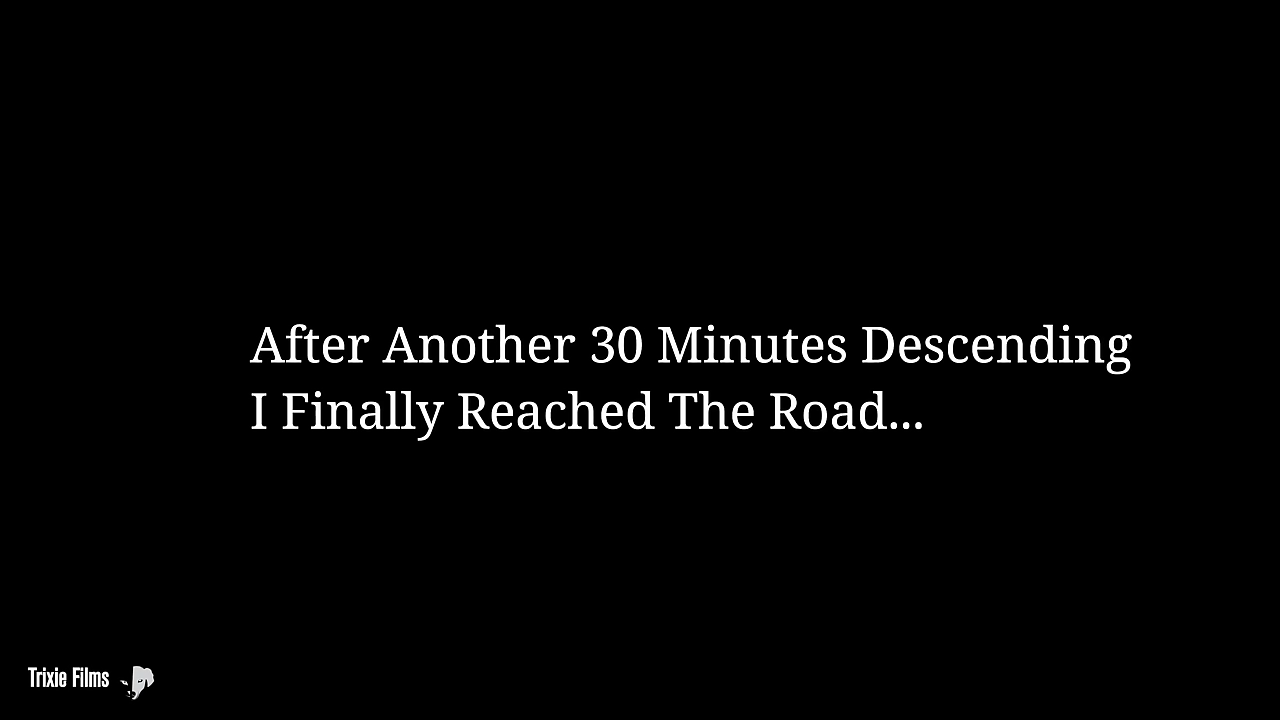 After Another 30 Minutes Descending
I Finally Reached The Road...
Trixie Films